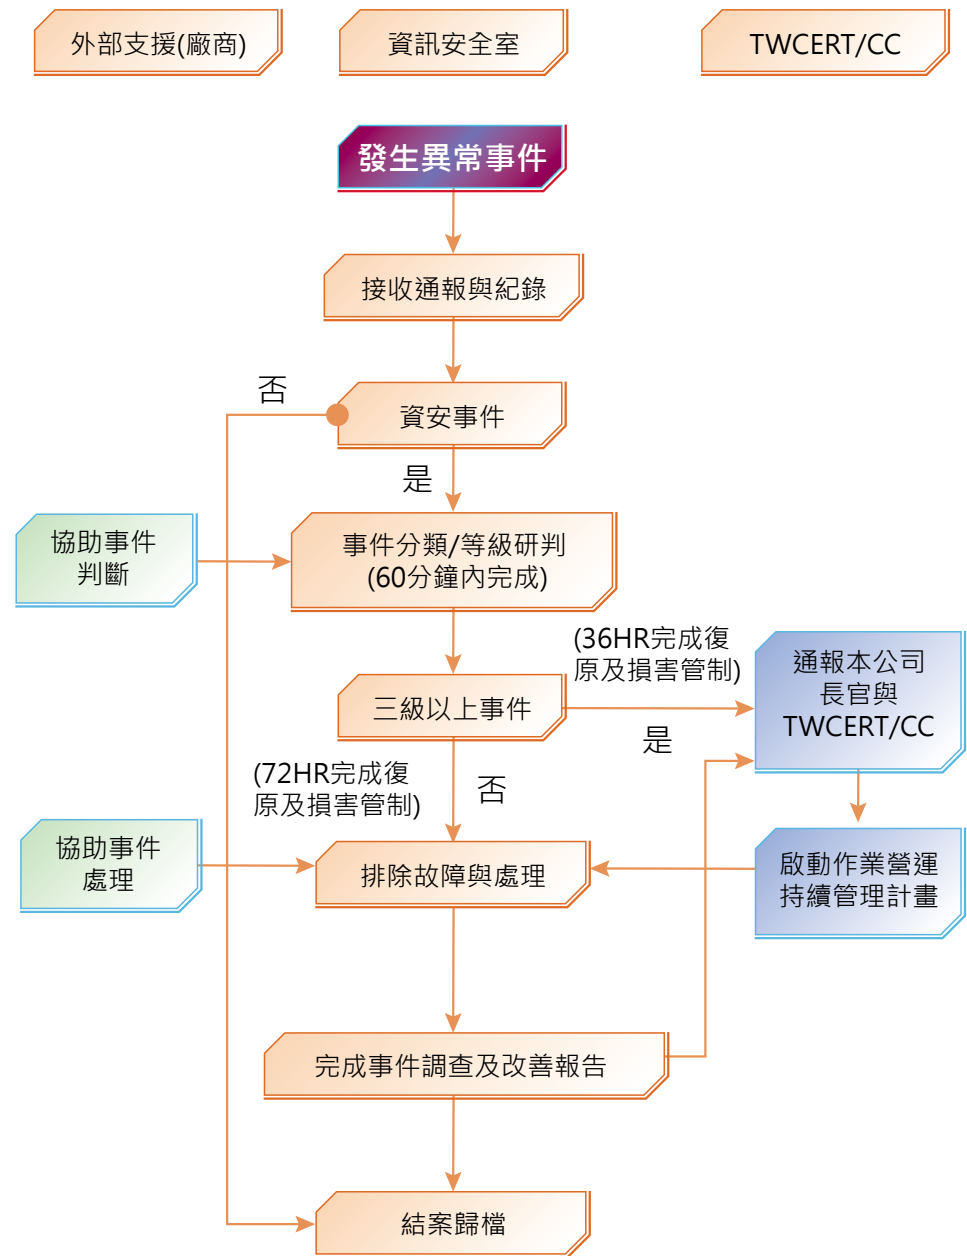 外部支援(廠商)
資訊安全室
TWCERT/CC
發生異常事件
接收通報與紀錄
否
資安事件
是
協助事件
判斷
事件分類/等級研判
(60分鐘內完成)
(36HR完成復
原及損害管制)
通報本公司
長官與
TWCERT/CC
三級以上事件
是
(72HR完成復
原及損害管制)
否
協助事件
處理
排除故障與處理
啟動作業營運
持續管理計畫
完成事件調查及改善報告
結案歸檔